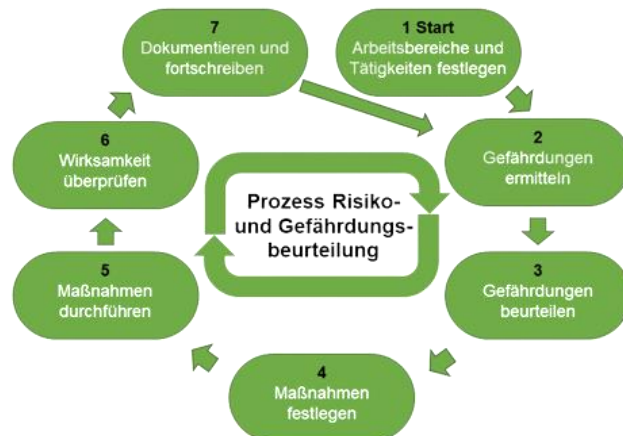 1 Start
Arbeitsbereiche und
Tätigkeiten festlegen
2
Gefährdungen
ermitteln
3
Gefährdungen
beurteilen
4
Maßnahmen
festlegen
5
Maßnahmen
durchführen
6
Wirksamkeit
überprüfen
7
Dokumentieren und
fortschreiben
Prozess Risiko-
und Gefährdungs-
beurteilung